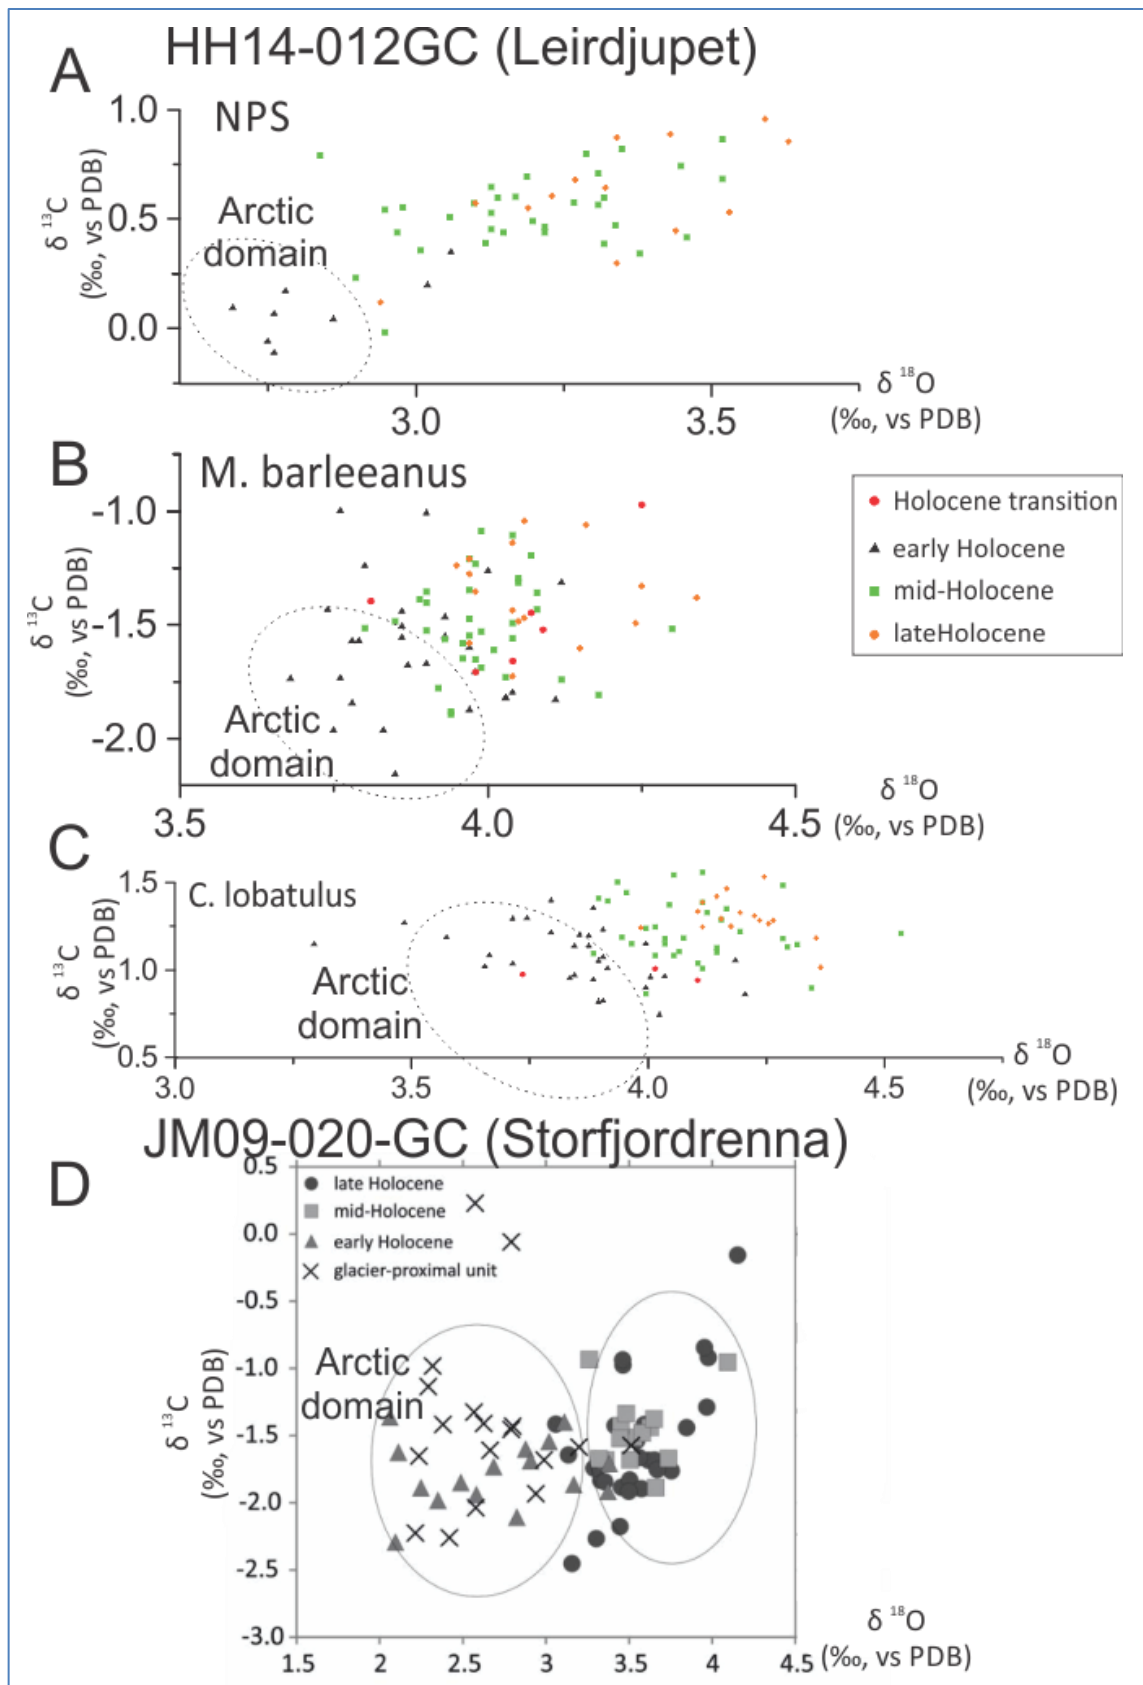 HH14-012GC (Leirdjupet)
A
NPS
1.0
0.5
0.0
δ 13C
(‰, vs PDB)
Arctic
domain
3.0
3.5
δ 18O
(‰, vs PDB)
B
M. barleeanus
-1.0
-1.5
-2.0
δ 13C
(‰, vs PDB)
Arctic
domain
3.5
4.0
4.5
δ 18O
(‰, vs PDB)
Holocene transition
early Holocene
mid-Holocene
lateHolocene
C
C. lobatulus
1.5
1.0
0.5
δ 13C
(‰, vs PDB)
Arctic
domain
3.0
3.5
4.0
4.5
δ 18O
(‰, vs PDB)
JM09-020-GC (Storfjordrenna)
D
late Holocene
mid-Holocene
early Holocene
glacier-proximal unit
0.5
0.0
-0.5
-1.0
-1.5
-2.0
-2.5
-3.0
δ 13C
(‰, vs PDB)
Arctic
domain
1.5
2
2.5
3
3.5
4
4.5
δ 18O
(‰, vs PDB)